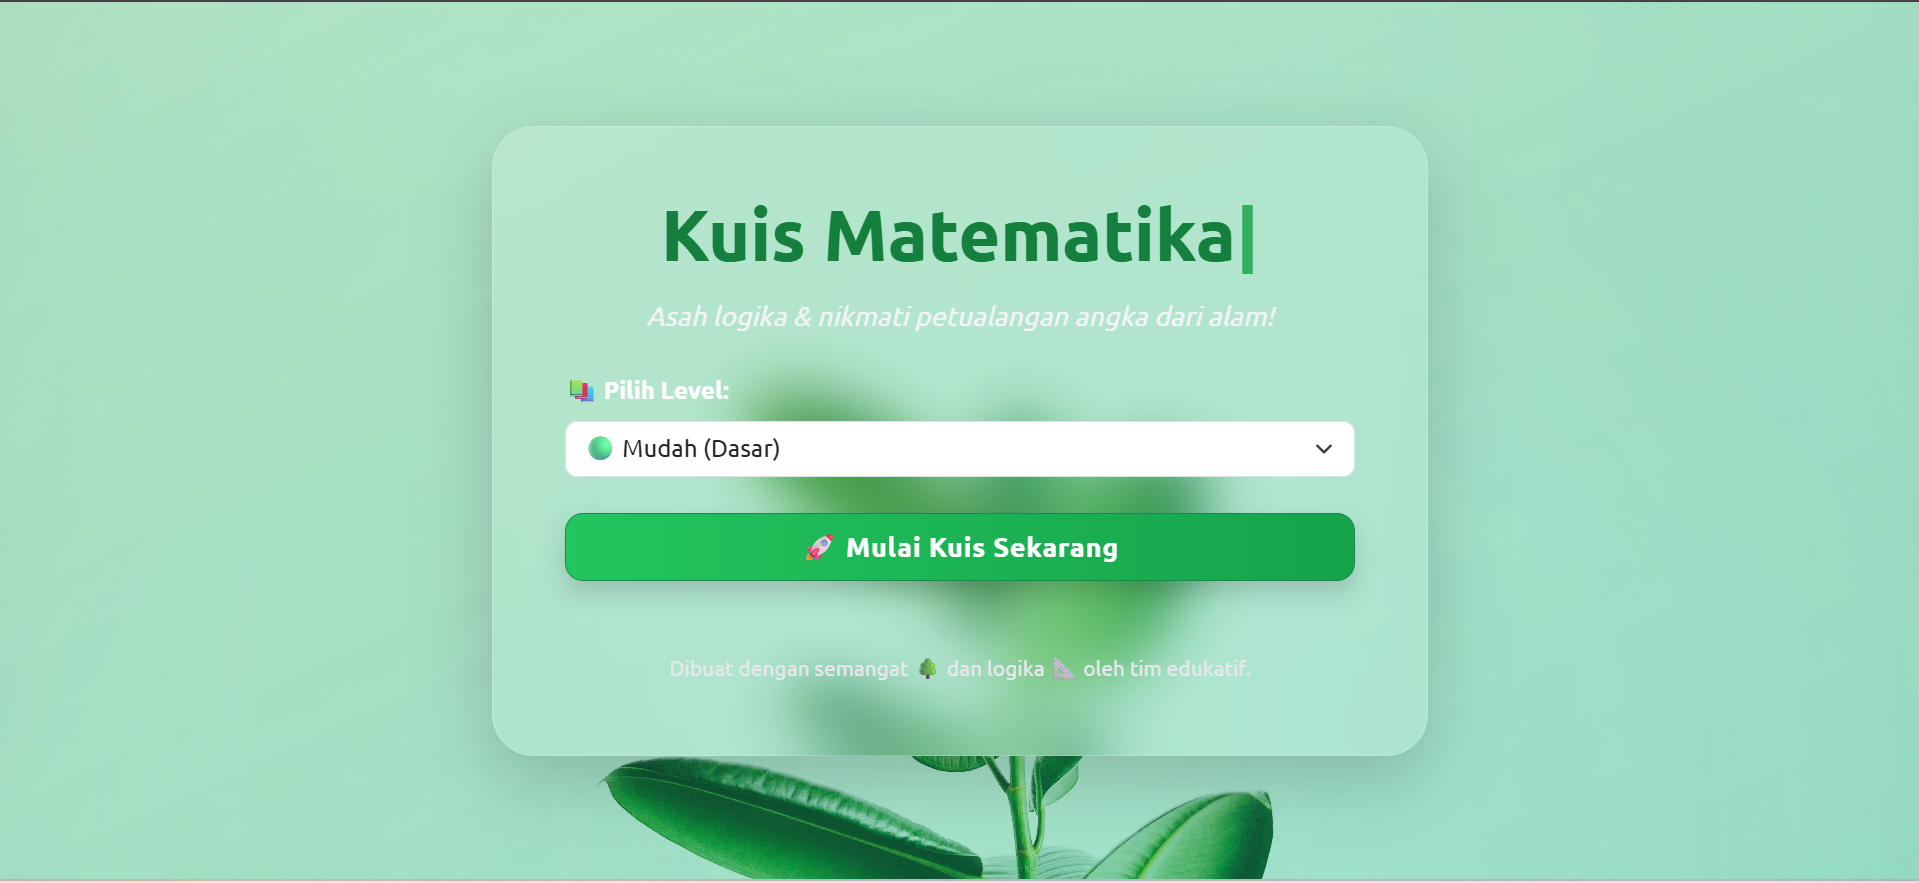 Kuis Matematika|
Asah logika & nikmati petualangan angka dari alam!
📚 Pilih Level:
🟢 Mudah (Dasar)
🚀 Mulai Kuis Sekarang
Dibuat dengan semangat 🌳 dan logika 📐 oleh tim edukatif.